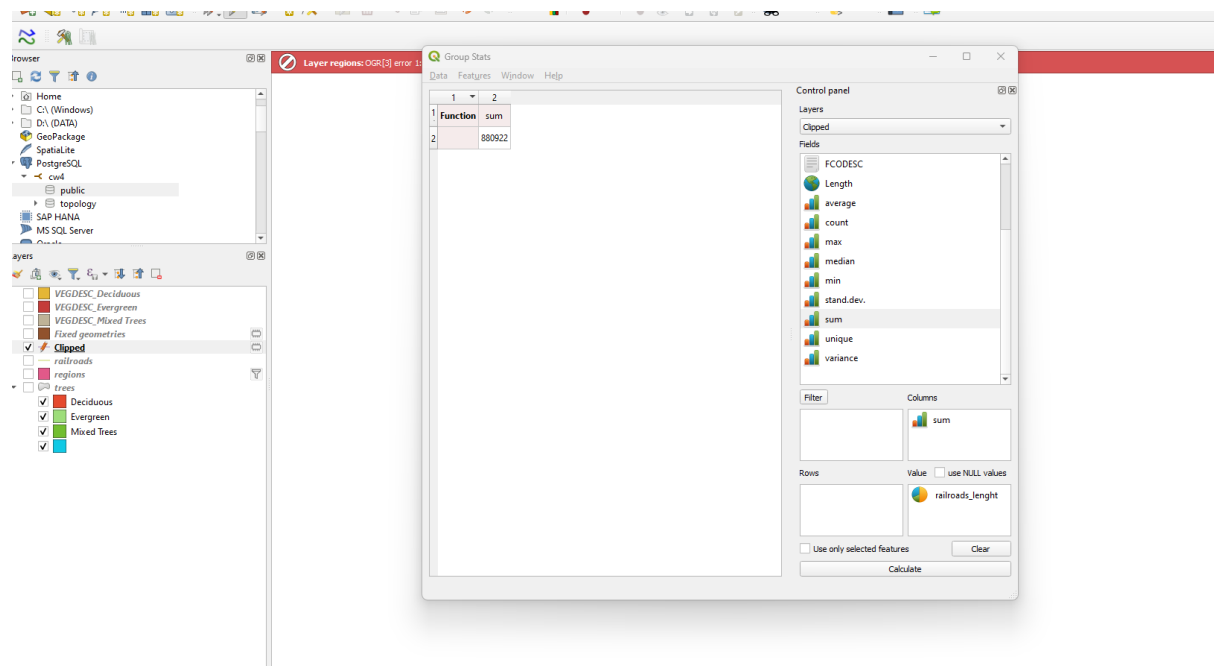 Browser
Home
C:\ (Windows)
D:\ (DATA)
GeoPackage
SpatiaLite
PostgreSQL
cw4
public
topology
SAP HANA
MS SQL Server
Oracle
ayers
VEGDESC_Deciduous
VEGDESC_Evergreen
VEGDESC_Mixed Trees
Fixed geometries
Clipped
railroads
regions
trees
Deciduous
Evergreen
Mixed Trees
Layer regions: OGR[3] error 1:
Group Stats
Data Features Window Help
1 2
1 Function sum
2 880922
Control panel
Layers
Clipped
Fields
FCODESC
Length
average
count
max
median
min
stand.dev.
sum
unique
variance
Filter Columns
sum
Rows Value use NULL values
railroads_lenght
Use only selected features Clear
Calculate